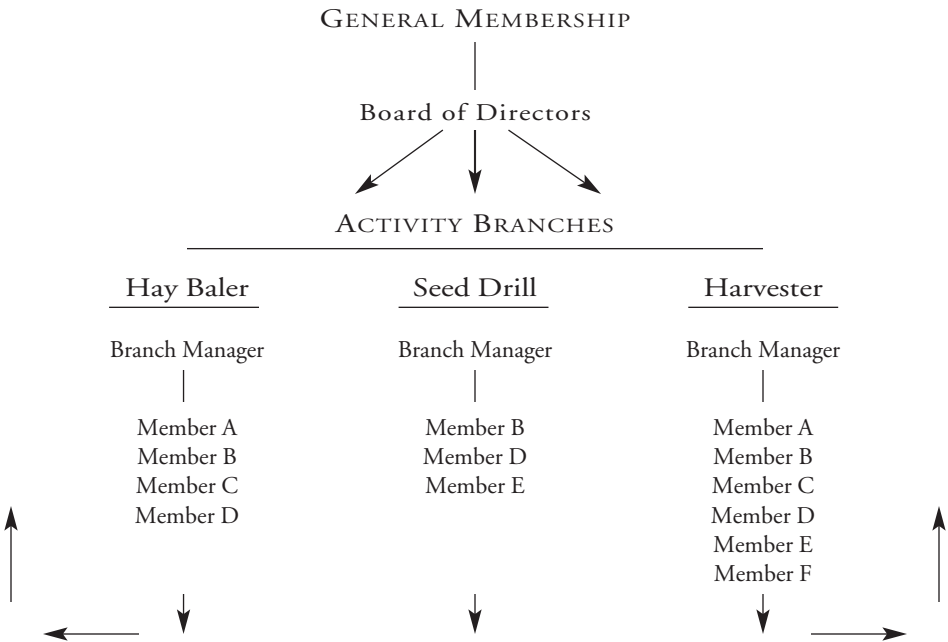 GENERAL MEMBERSHIP
Board of Directors
ACTIVITY BRANCHES
Hay Baler
Branch Manager
Member A
Member B
Member C
Member D
Seed Drill
Branch Manager
Member B
Member D
Member E
Harvester
Branch Manager
Member A
Member B
Member C
Member D
Member E
Member F